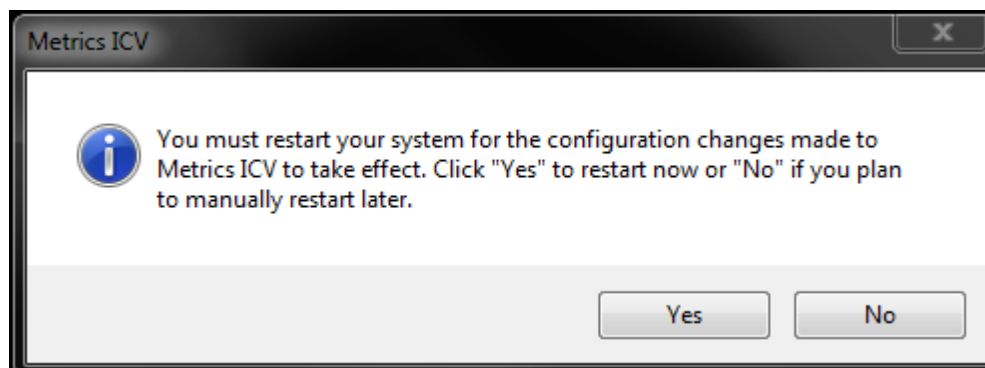 Metrics ICV
You must restart your system for the configuration changes made to
Metrics ICV to take effect. Click "Yes" to restart now or "No" if you plan
to manually restart later.
Yes
No